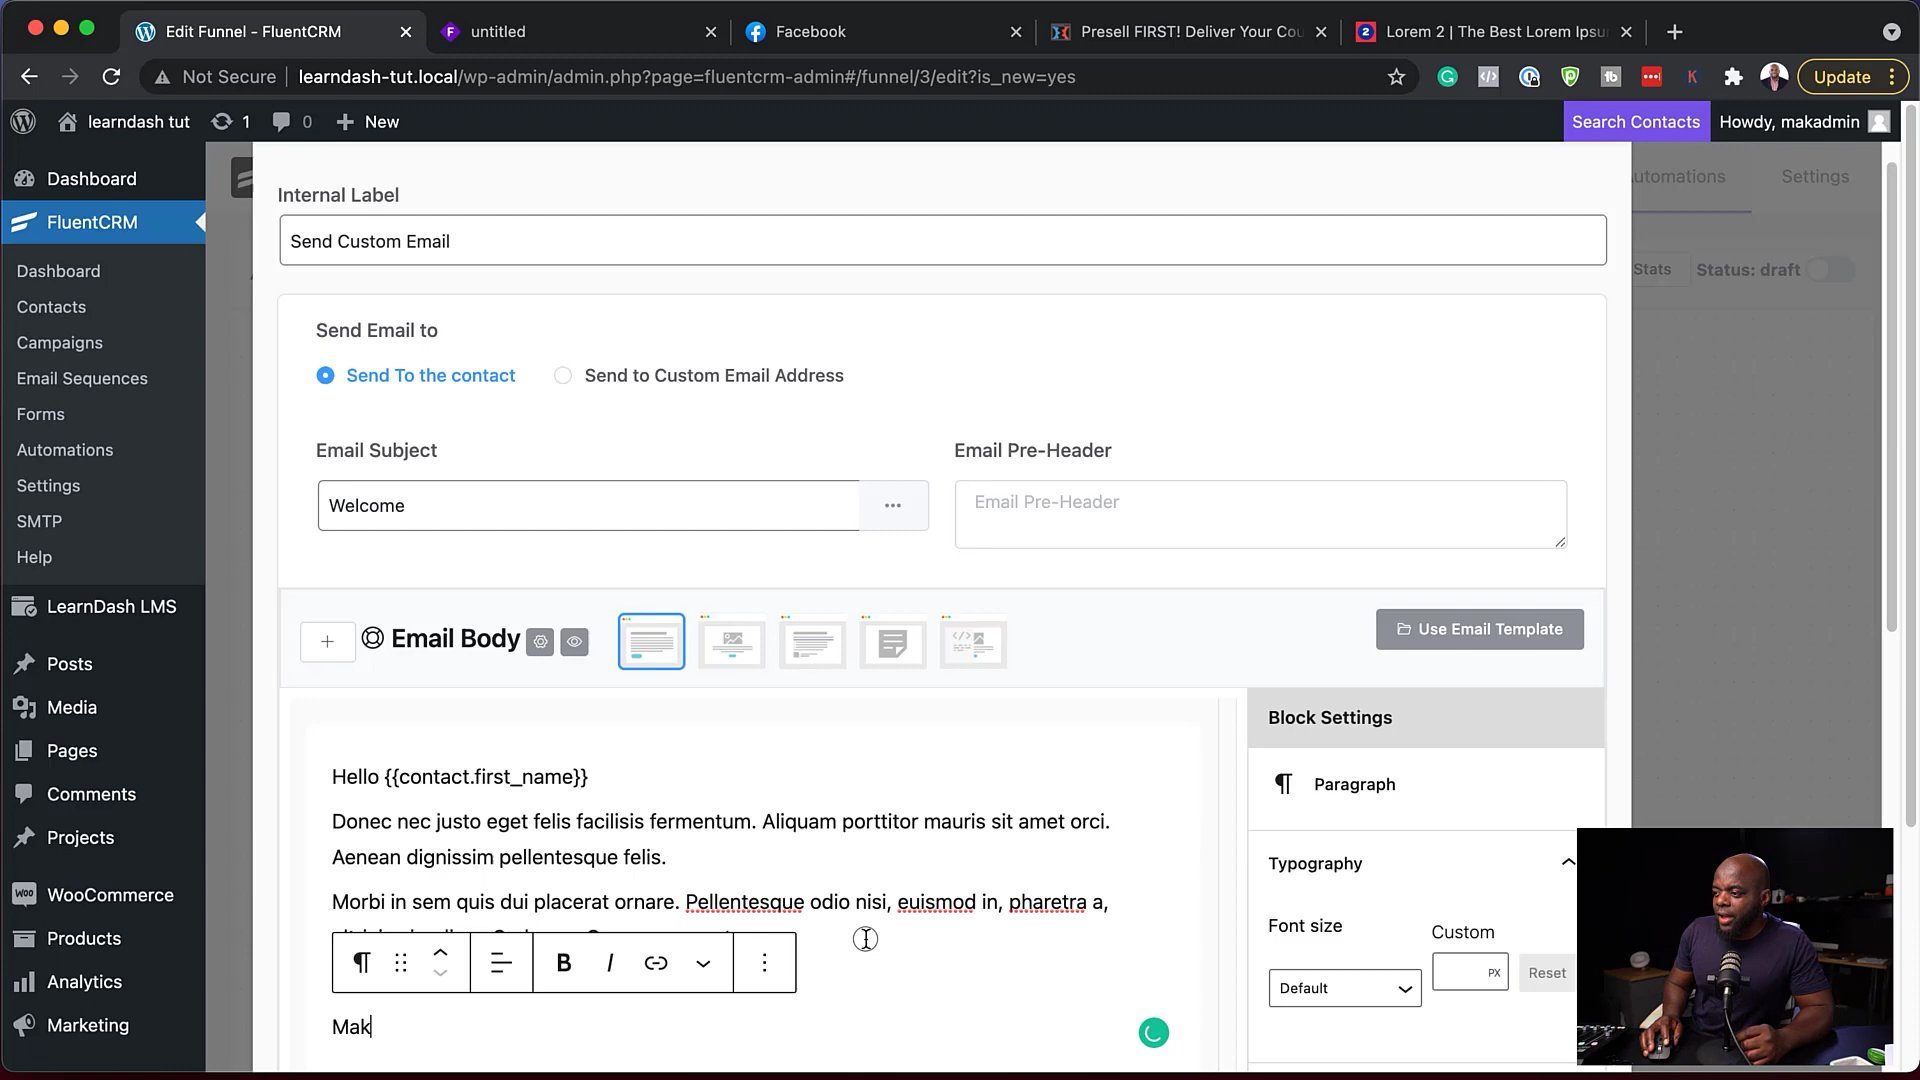 Edit Funnel - FluentCRM
untitled
Facebook
Presell FIRST! Deliver Your Cou
Lorem 2 | The Best Lorem Ipsu
Not Secure
learndash-tut.local/wp-admin/admin.php?page=fluentcrm-admin#/funnel/3/edit?is_new=yes
Update
learndash tut
1
0
New
Search Contacts
Howdy, makadmin
Dashboard
FluentCRM
Dashboard
Contacts
Campaigns
Email Sequences
Forms
Automations
Settings
SMTP
Help
LearnDash LMS
Posts
Media
Pages
Comments
Projects
WooCommerce
Products
Analytics
Marketing
utomations
Settings
Stats
Status: draft
Internal Label
Send Custom Email
Send Email to
Send To the contact
Send to Custom Email Address
Email Subject
Email Pre-Header
Welcome
Email Pre-Header
Email Body
Use Email Template
Hello {{contact.first_name}}
Donec nec justo eget felis facilisis fermentum. Aliquam porttitor mauris sit amet orci.
Aenean dignissim pellentesque felis.
Morbi in sem quis dui placerat ornare. Pellentesque odio nisi, euismod in, pharetra a,
B I
Mak
Block Settings
Paragraph
Typography
Font size
Custom
Default
PX
Reset